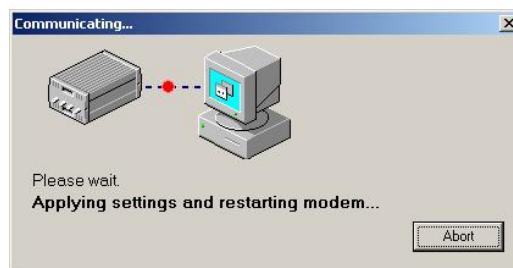 Communicating...
Please wait.
Applying settings and restarting modem...
Abort